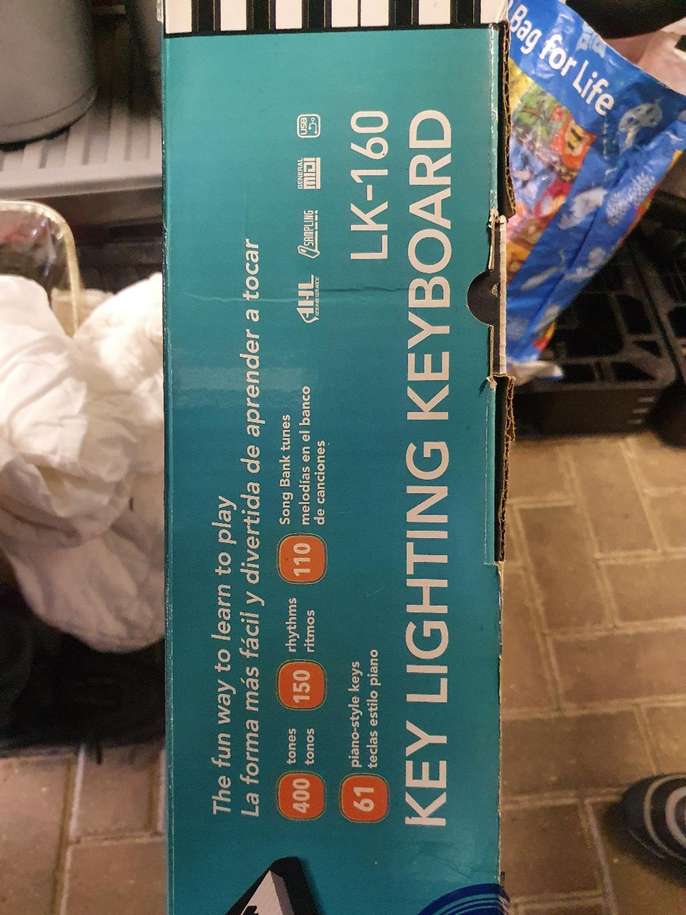 The fun way to learn to play
La forma más fácil y divertida de aprender a tocar
400 tones
tonos
150 rhythms
ritmos
110 Song Bank tunes
melodías en el banco
de canciones
AHL
SAMPLING
GENERAL
MIDI
USB
61 piano-style keys
teclas estilo piano
LK-160
KEY LIGHTING KEYBOARD
Bag for Life